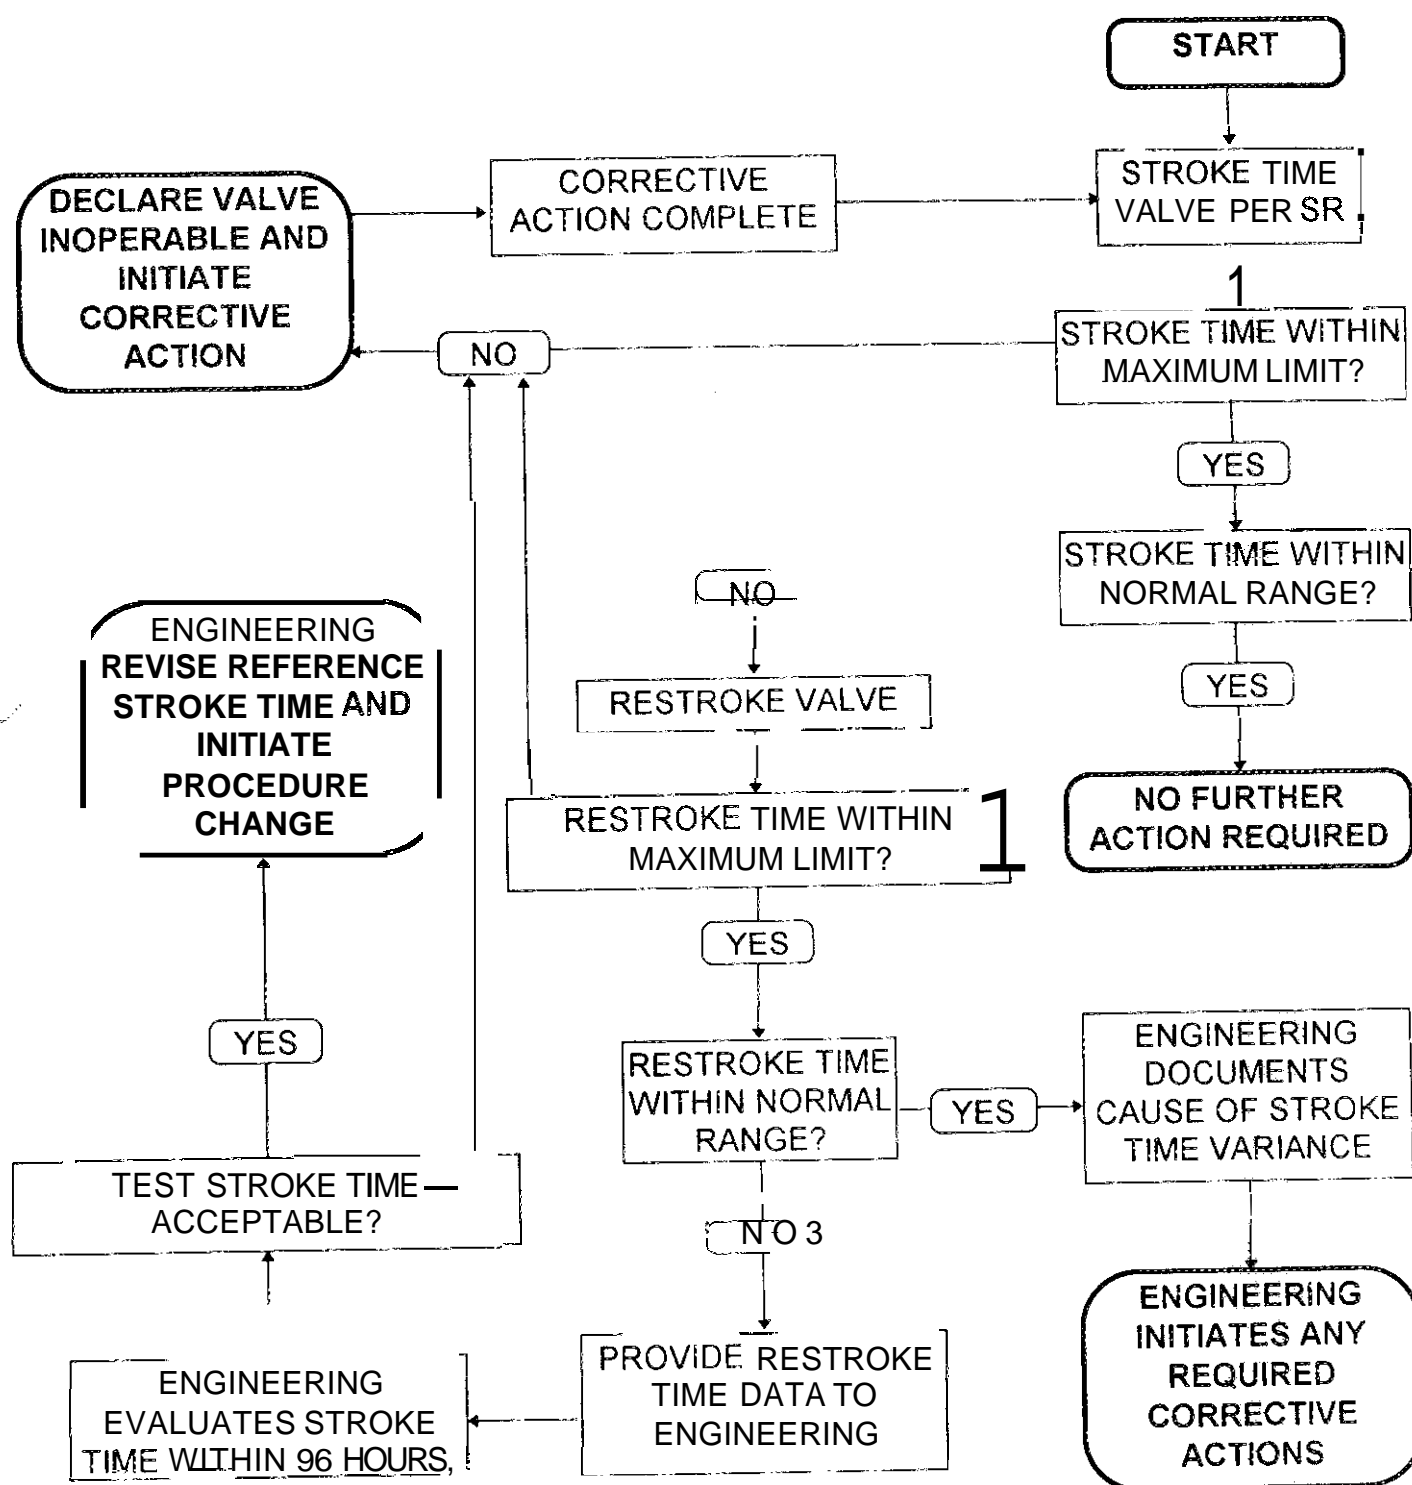 START
STROKE TIME
VALVE PER SR
CORRECTIVE
ACTION COMPLETE
DECLARE VALVE
INOPERABLE AND
INITIATE
CORRECTIVE
ACTION
1
STROKE TIME WITHIN
MAXIMUM LIMIT?
NO
YES
STROKE TIME WITHIN
NORMAL RANGE?
YES
NO FURTHER
ACTION REQUIRED
NO
RESTROKE VALVE
RESTROKE TIME WITHIN
MAXIMUM LIMIT?
1
YES
RESTROKE TIME
WITHIN NORMAL
RANGE?
YES
ENGINEERING
DOCUMENTS
CAUSE OF STROKE
TIME VARIANCE
ENGINEERING
INITIATES ANY
REQUIRED
CORRECTIVE
ACTIONS
NO3
PROVIDE RESTROKE
TIME DATA TO
ENGINEERING
ENGINEERING
EVALUATES STROKE
TIME WITHIN 96 HOURS,
TEST STROKE TIME —
ACCEPTABLE?
YES
ENGINEERING
REVISE REFERENCE
STROKE TIME AND
INITIATE
PROCEDURE
CHANGE